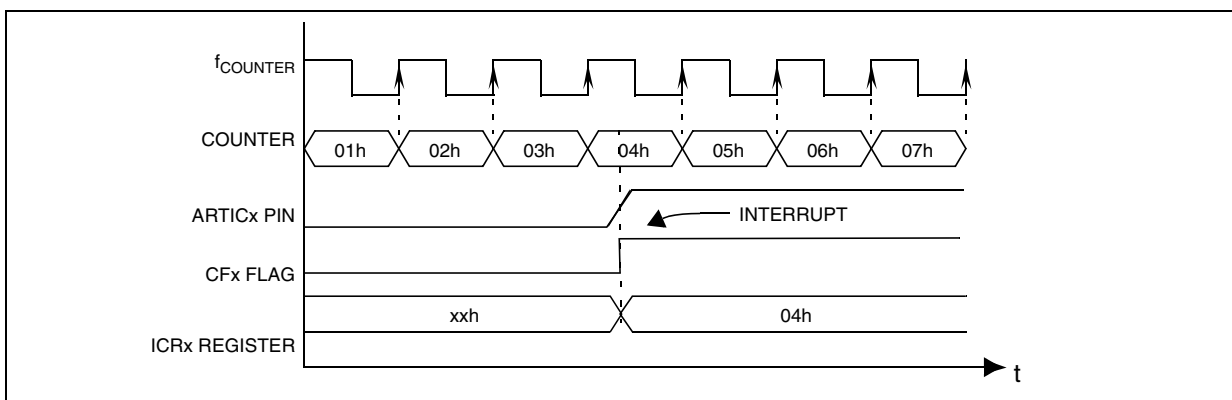 fCOUNTER
COUNTER 01h 02h 03h 04h 05h 06h 07h
ARTICx PIN INTERRUPT
CFx FLAG
xxh 04h
ICRx REGISTER
t